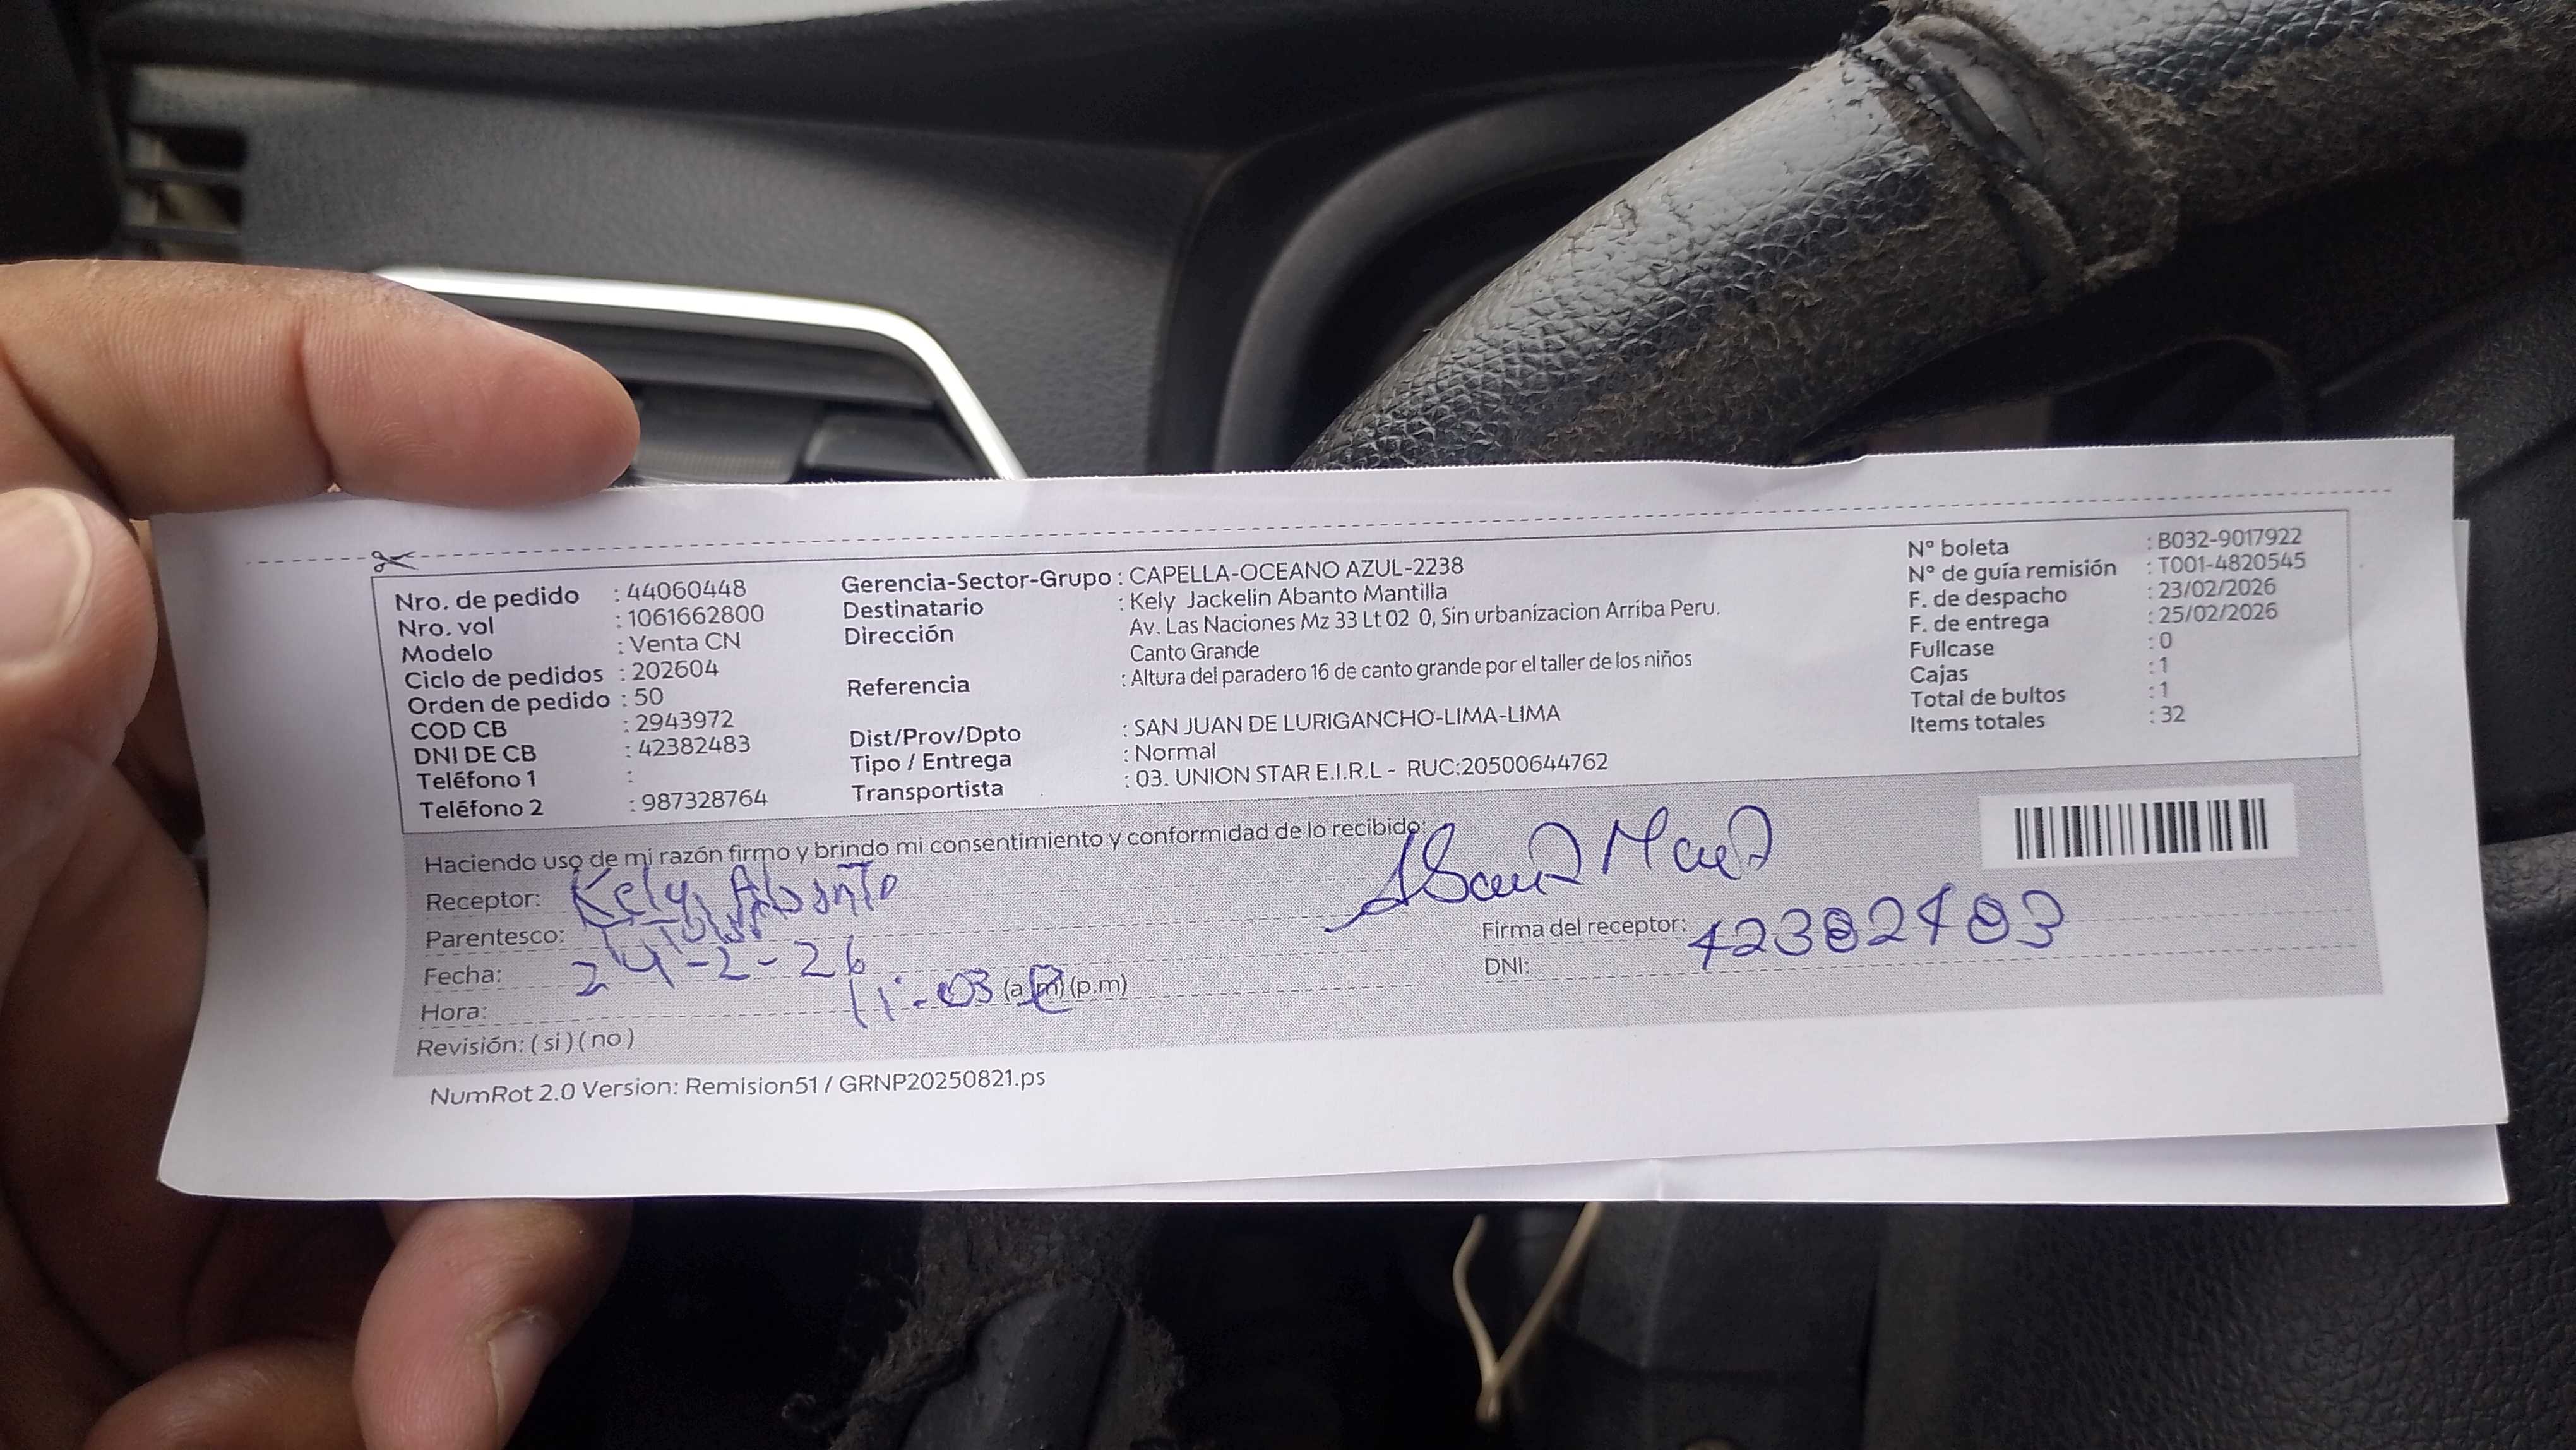 Nro. de pedido : 44060448
Nro. vol : 1061662800
Modelo : Venta CN
Ciclo de pedidos : 202604
Orden de pedido : 50
COD CB : 2943972
DNI DE CB : 42382483
Teléfono 1 :
Teléfono 2 : 987328764
Gerencia-Sector-Grupo : CAPELLA-OCEANO AZUL-2238
Destinatario : Kely Jackelin Abanto Mantilla
Dirección Av. Las Naciones Mz 33 Lt 02 0, Sin urbanizacion Arriba Peru.
Canto Grande
Referencia : Altura del paradero 16 de canto grande por el taller de los niños
Dist/Prov/Dpto : SAN JUAN DE LURIGANCHO-LIMA-LIMA
Tipo / Entrega : Normal
Transportista : 03. UNION STAR E.I.R.L - RUC:20500644762
N° boleta : B032-9017922
N° de guía remisión : T001-4820545
F. de despacho : 23/02/2026
F. de entrega : 25/02/2026
Fullcase : 0
Cajas : 1
Total de bultos : 1
Items totales : 32
Haciendo uso de mi razón firmo y brindo mi consentimiento y conformidad de lo recibido:
Receptor: Kely Abanto
Parentesco: Titular
Fecha: 24-2-26
Hora: 11:03 (a.m) (p.m)
Revisión: ( si ) ( no )
Firma del receptor:
DNI: 42382483
NumRot 2.0 Version: Remision51 / GRNP20250821.ps